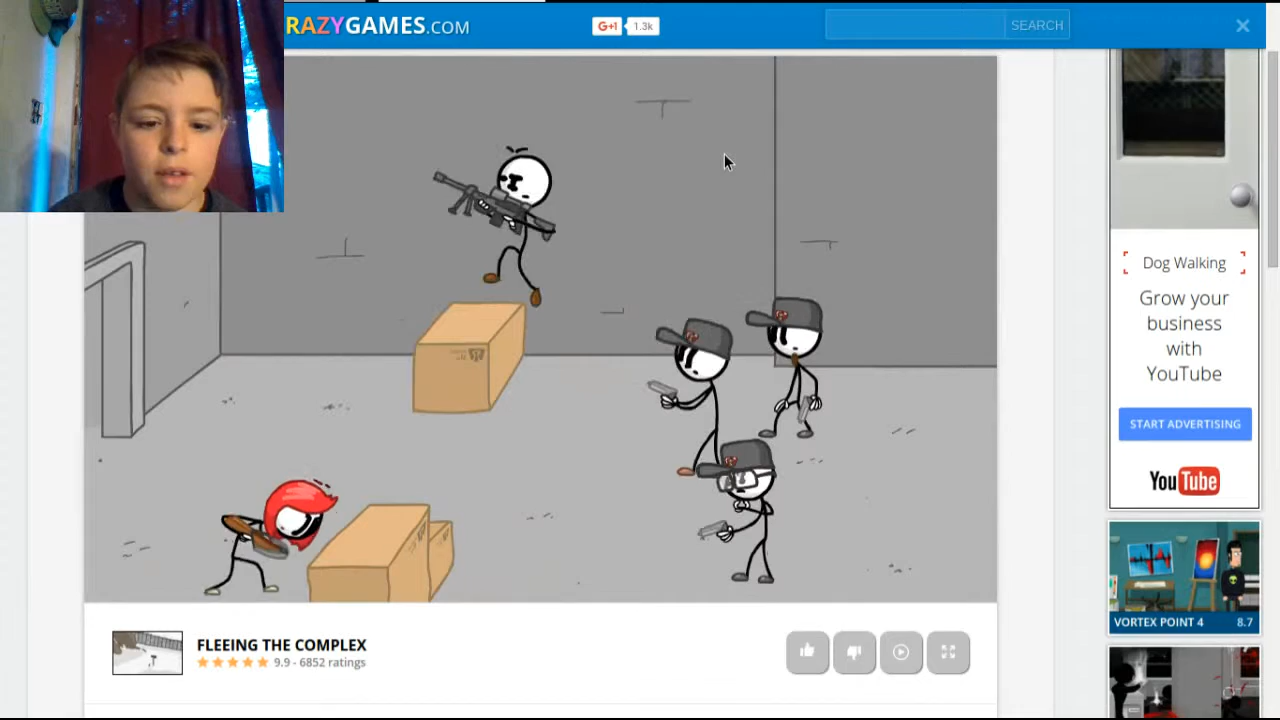 RAZYGAMES.COM
G+1 1.3k
SEARCH
Dog Walking
Grow your
business
with
YouTube
START ADVERTISING
YouTube
FLEEING THE COMPLEX
9.9 - 6852 ratings
VORTEX POINT 4 8.7